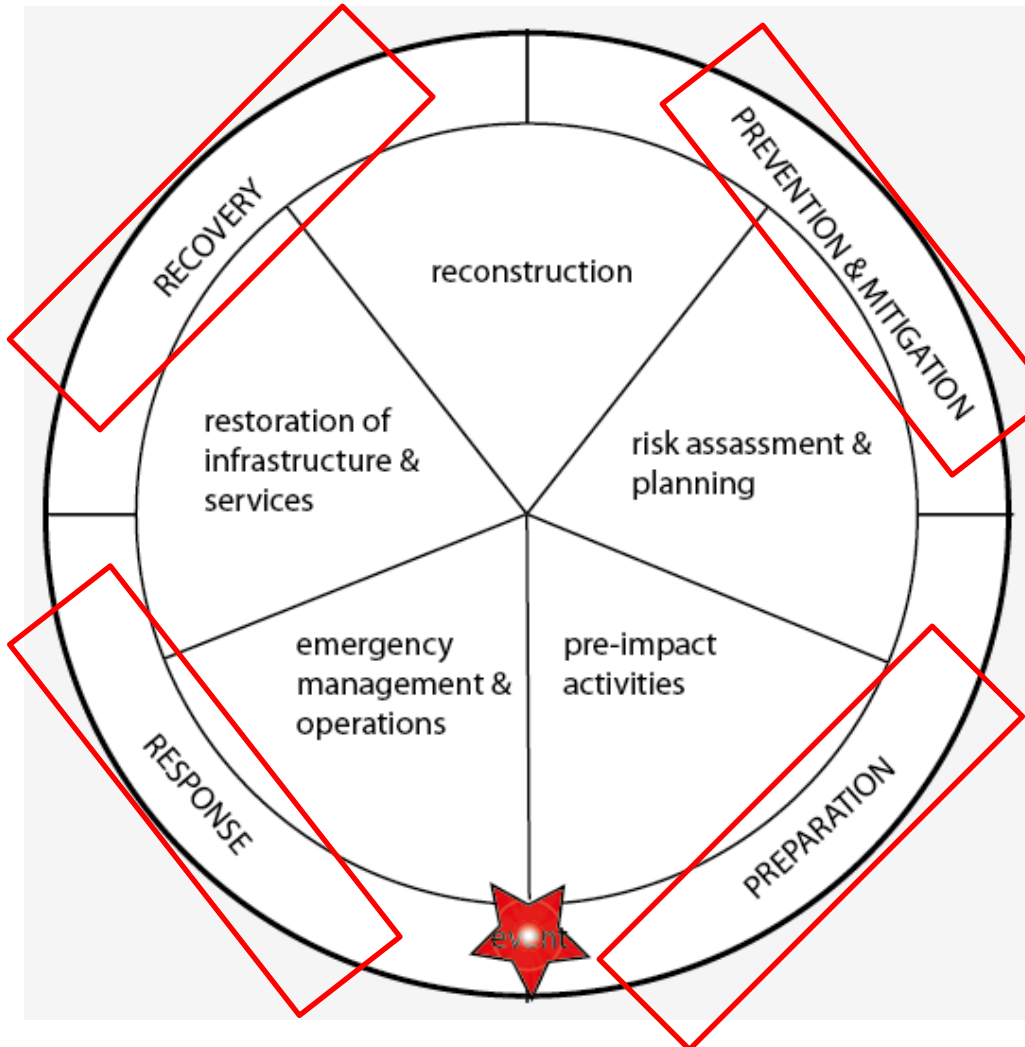 RECOVERY
PREVENTION & MITIGATION
reconstruction
restoration of
infrastructure &
services
risk assassment &
planning
emergency
management &
operations
pre-impact
activities
RESPONSE
PREPARATION
event